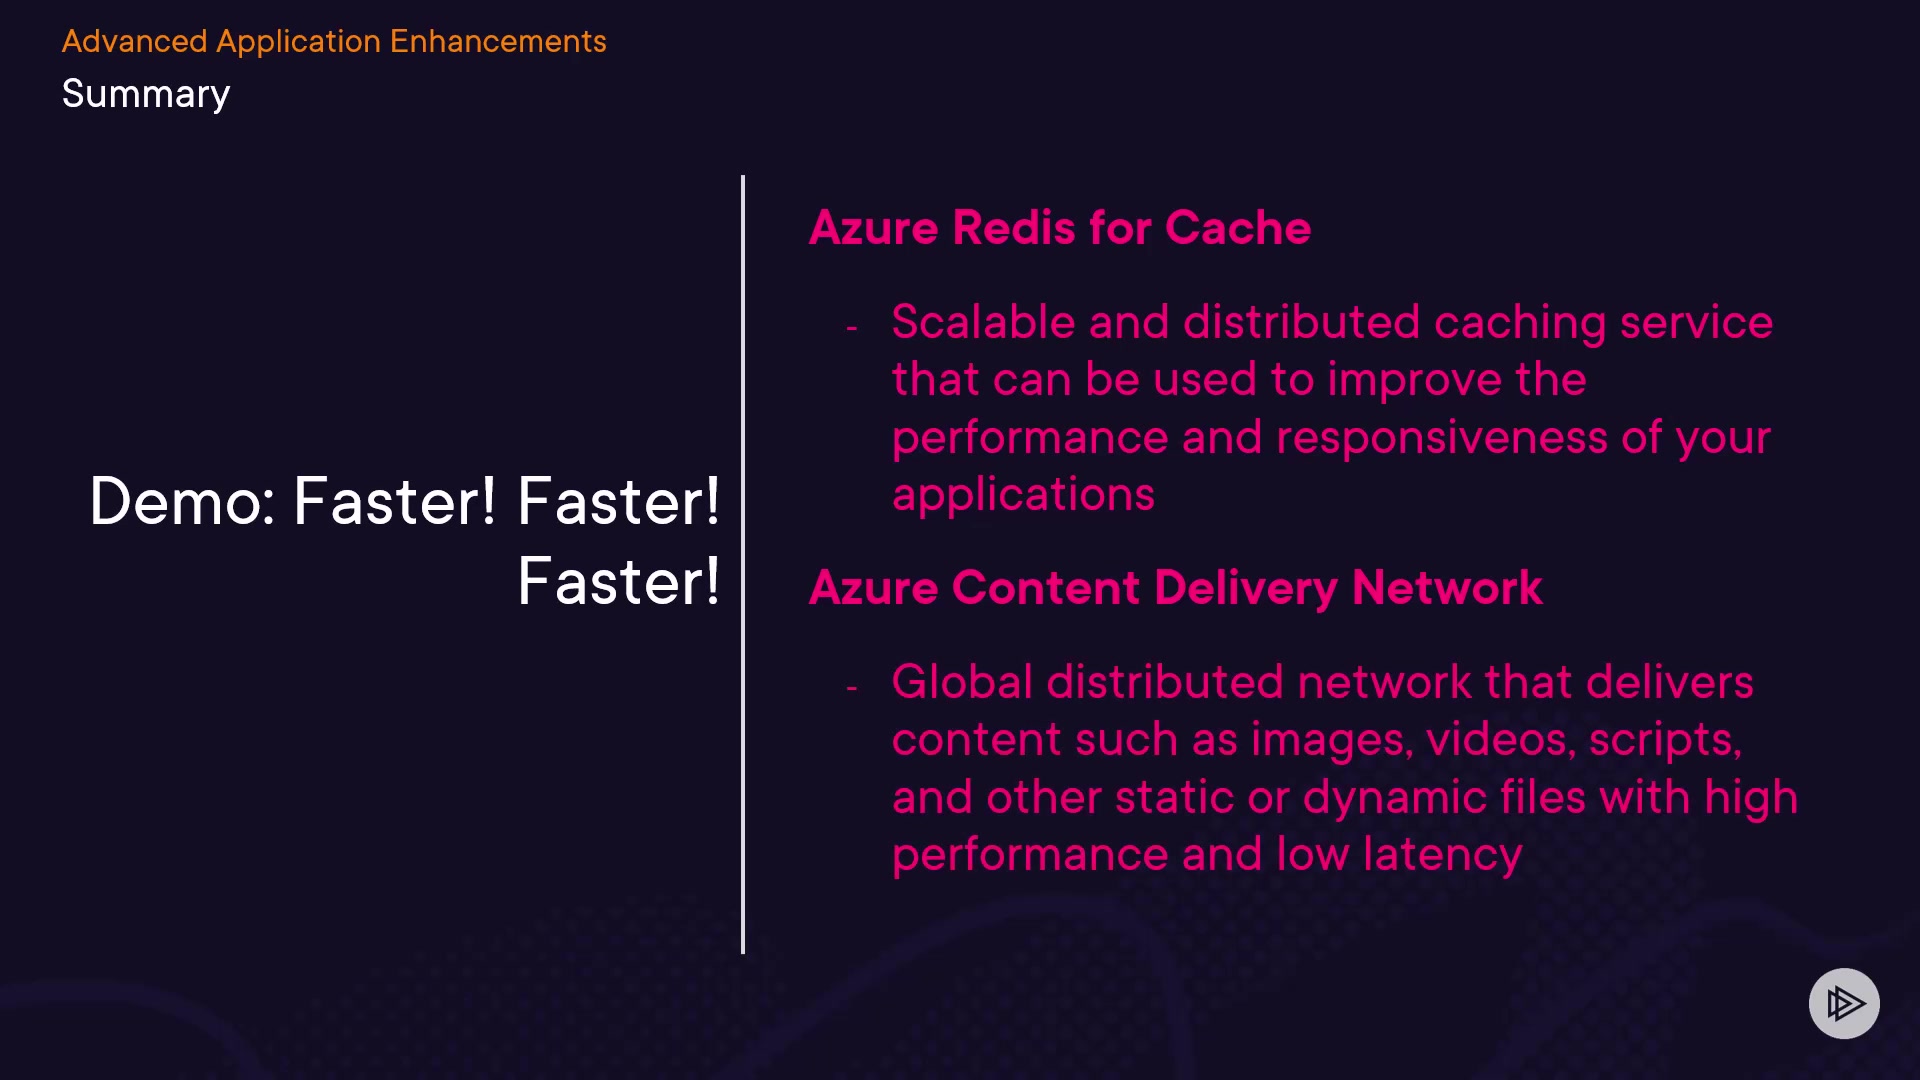 Advanced Application Enhancements
Summary
Demo: Faster! Faster!
Faster!
Azure Redis for Cache
- Scalable and distributed caching service
that can be used to improve the
performance and responsiveness of your
applications
Azure Content Delivery Network
- Global distributed network that delivers
content such as images, videos, scripts,
and other static or dynamic files with high
performance and low latency